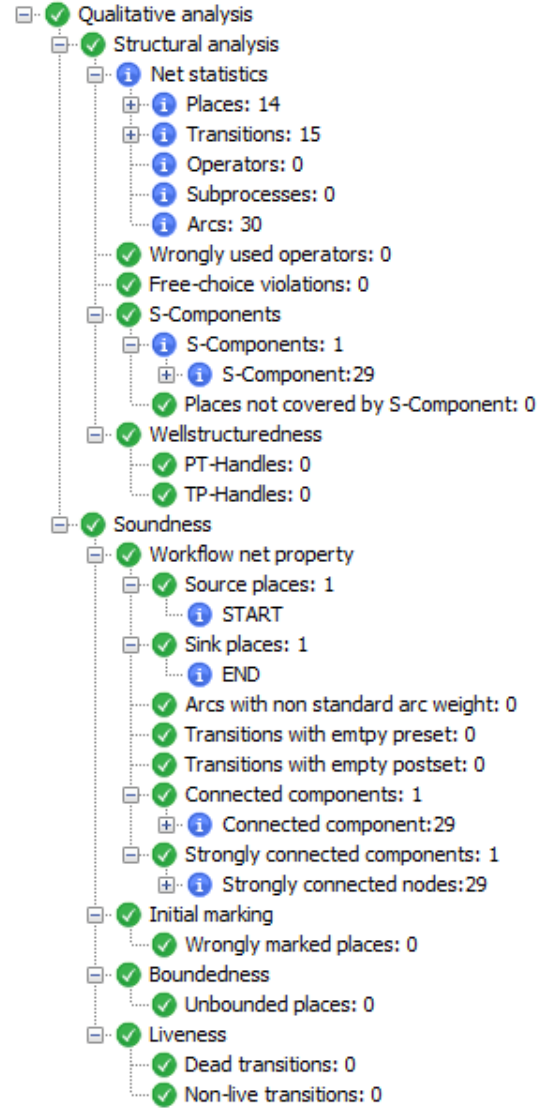 Qualitative analysis
Structural analysis
Net statistics
Places: 14
Transitions: 15
Operators: 0
Subprocesses: 0
Arcs: 30
Wrongly used operators: 0
Free-choice violations: 0
S-Components
S-Components: 1
S-Component:29
Places not covered by S-Component: 0
Wellstructuredness
PT-Handles: 0
TP-Handles: 0
Soundness
Workflow net property
Source places: 1
START
Sink places: 1
END
Arcs with non standard arc weight: 0
Transitions with emtpy preset: 0
Transitions with empty postset: 0
Connected components: 1
Connected component:29
Strongly connected components: 1
Strongly connected nodes:29
Initial marking
Wrongly marked places: 0
Boundedness
Unbounded places: 0
Liveness
Dead transitions: 0
Non-live transitions: 0